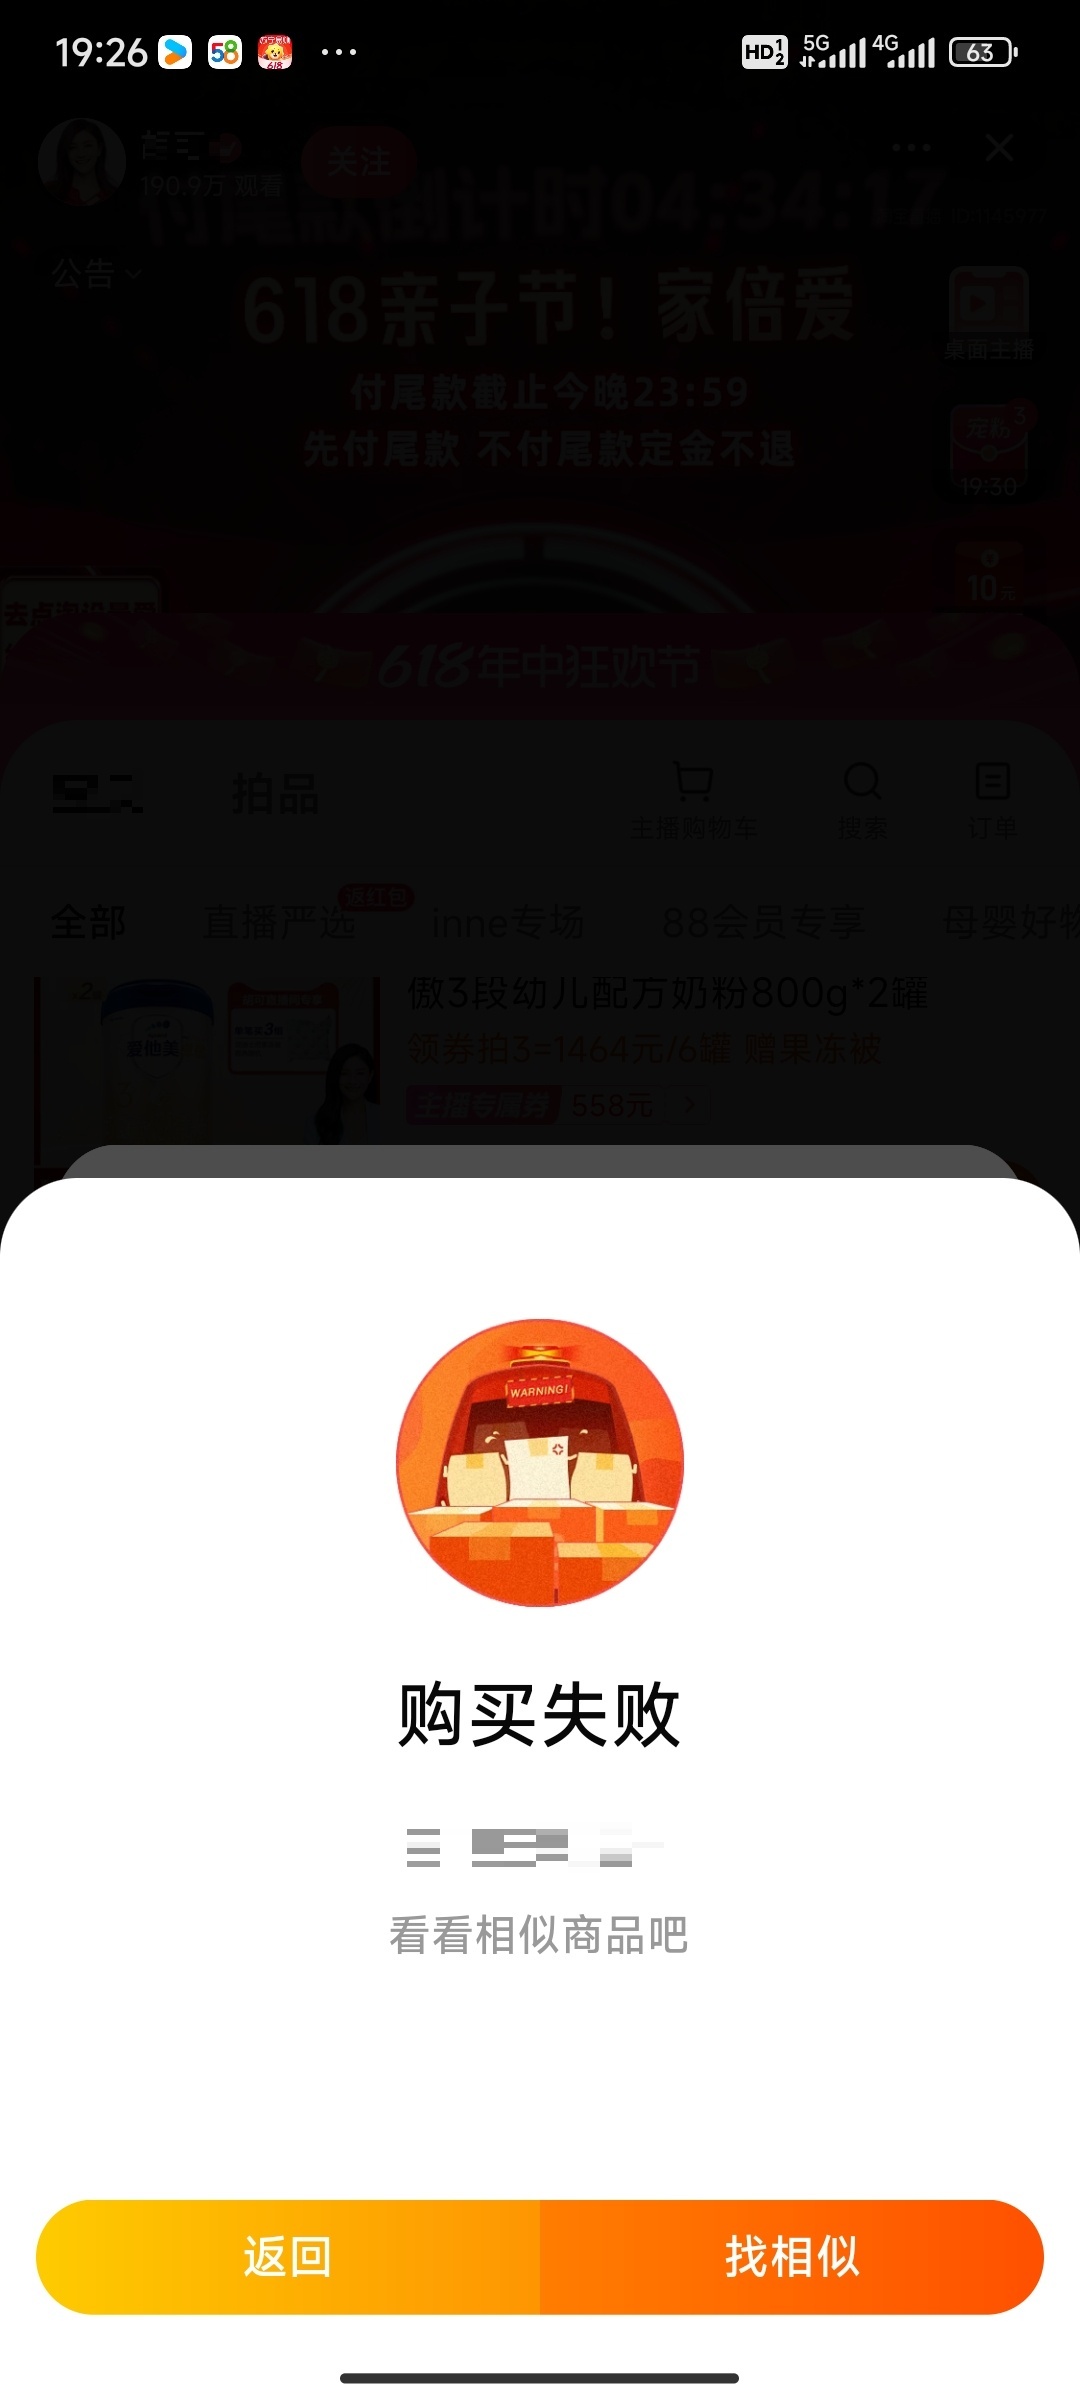 19:26
58
618
HD 1 2
5G
4G
63
关注
190.9万 观看
付尾款倒计时04:34:17
公告
618亲子节！家倍爱
桌面主播
付尾款截止今晚23:59
先付尾款 不付尾款定金不退
宠粉
3
19:30
10元
618年中狂欢节
拍品
主播购物车
搜索
订单
返红包
全部
直播严选
inne专场
88会员专享
母婴好物
傲3段幼儿配方奶粉800g*2罐
爱他美
领券拍3=1464元/6罐 赠果冻被
主播专属券 558元
WARNING!
购买失败
看看相似商品吧
返回
找相似